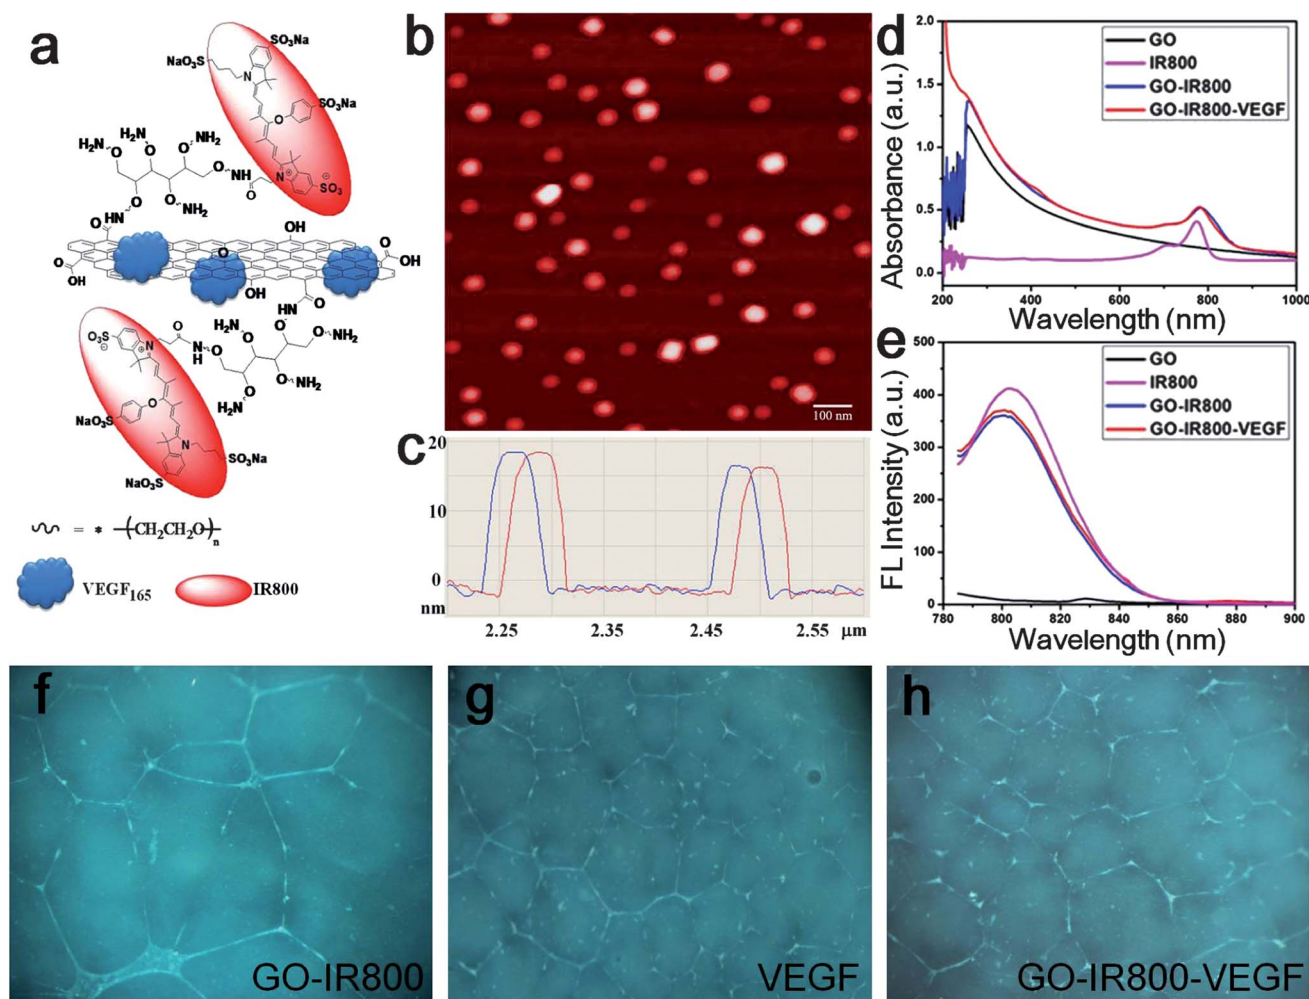 a
SO₃Na
NaO₃S
SO₃Na
N
O
H₂N
H₂N
NH₂
O
O
O
O
NH
O
N
+
SO₃
⊖
O
O
NH₂
HN
O
OH
O
OH
O
O
OH
OH
O
HN
O₃S
⊖
N
+
O
N
H
O
H₂N
O
O
O
NH₂
O
O
NH₂
H₂N
NaO₃S
O
N
SO₃Na
NaO₃S
= * (CH₂CH₂O)n
VEGF₁₆₅
IR800
b
100 nm
c
20
10
0
nm
2.25 2.35 2.45 2.55 µm
d
Absorbance (a.u.)
2.0
1.5
1.0
0.5
0.0
GO
IR800
GO-IR800
GO-IR800-VEGF
200 400 600 800 1000
Wavelength (nm)
e
FL Intensity (a.u.)
500
400
300
200
100
0
GO
IR800
GO-IR800
GO-IR800-VEGF
780 800 820 840 860 880 900
Wavelength (nm)
f
GO-IR800
g
VEGF
h
GO-IR800-VEGF